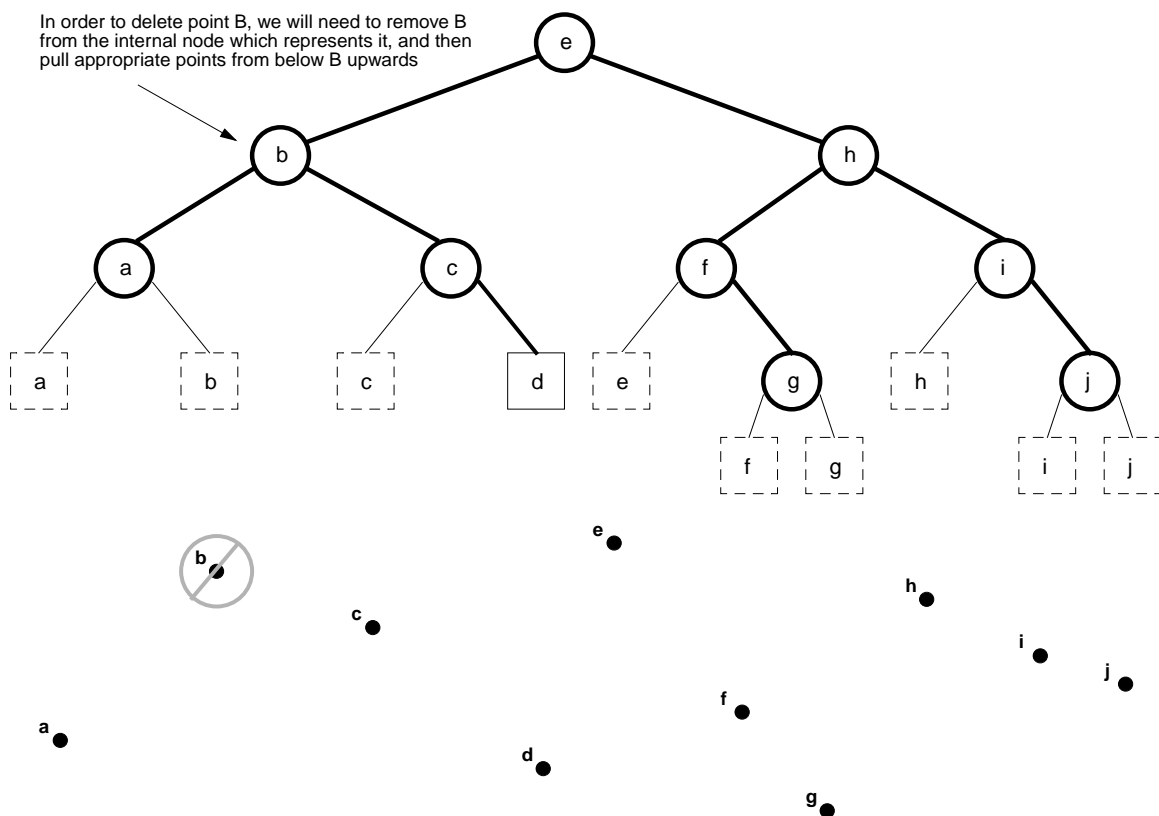 In order to delete point B, we will need to remove B
from the internal node which represents it, and then
pull appropriate points from below B upwards
e
b
h
a
c
f
i
a
b
c
d
e
g
h
j
f
g
i
j
e
b
h
c
i
j
f
a
d
g